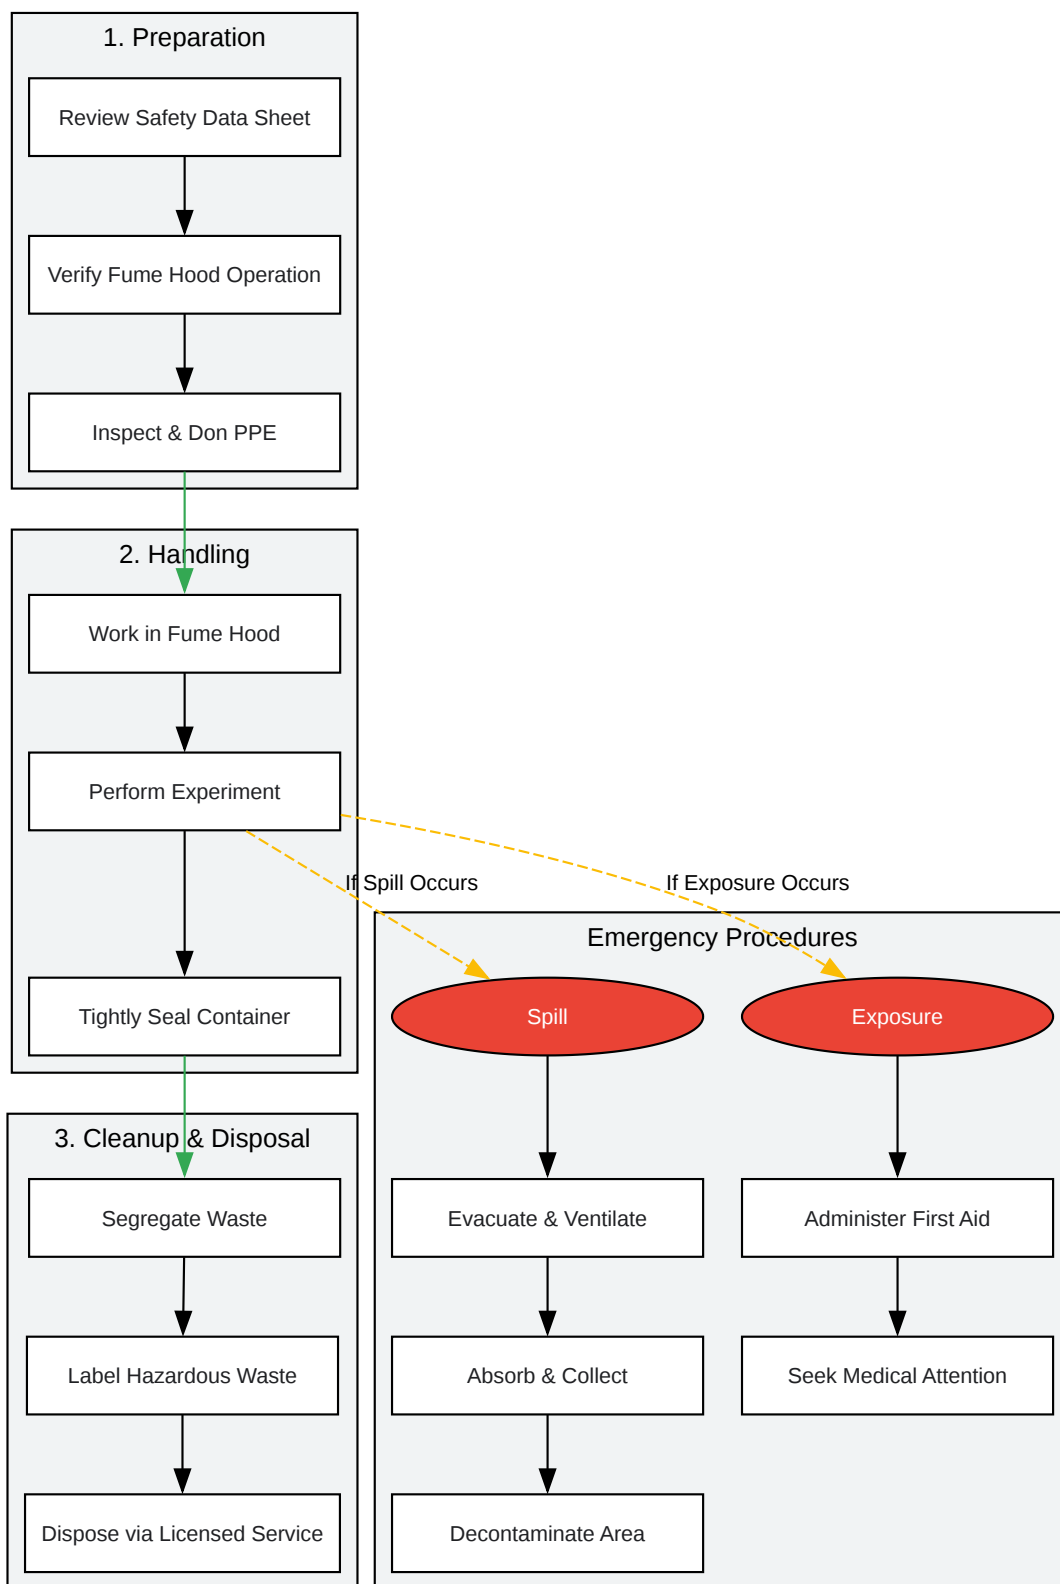 1. Preparation
Review Safety Data Sheet
Verify Fume Hood Operation
Inspect & Don PPE
2. Handling
Work in Fume Hood
Perform Experiment
If Spill Occurs
If Exposure Occurs
Tightly Seal Container
Emergency Procedures
Spill
Exposure
3. Cleanup & Disposal
Segregate Waste
Evacuate & Ventilate
Administer First Aid
Label Hazardous Waste
Absorb & Collect
Seek Medical Attention
Dispose via Licensed Service
Decontaminate Area